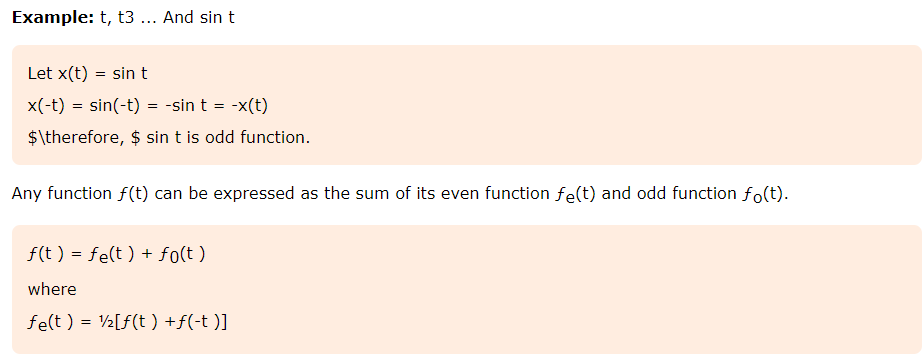 Example: t, t3 ... And sin t
Let x(t) = sin t
x(-t) = sin(-t) = -sin t = -x(t)
$\therefore, $ sin t is odd function.
Any function ƒ(t) can be expressed as the sum of its even function ƒe(t) and odd function ƒo(t).
ƒ(t ) = ƒe(t ) + ƒ0(t )
where
ƒe(t ) = ½[ƒ(t ) +ƒ(-t )]